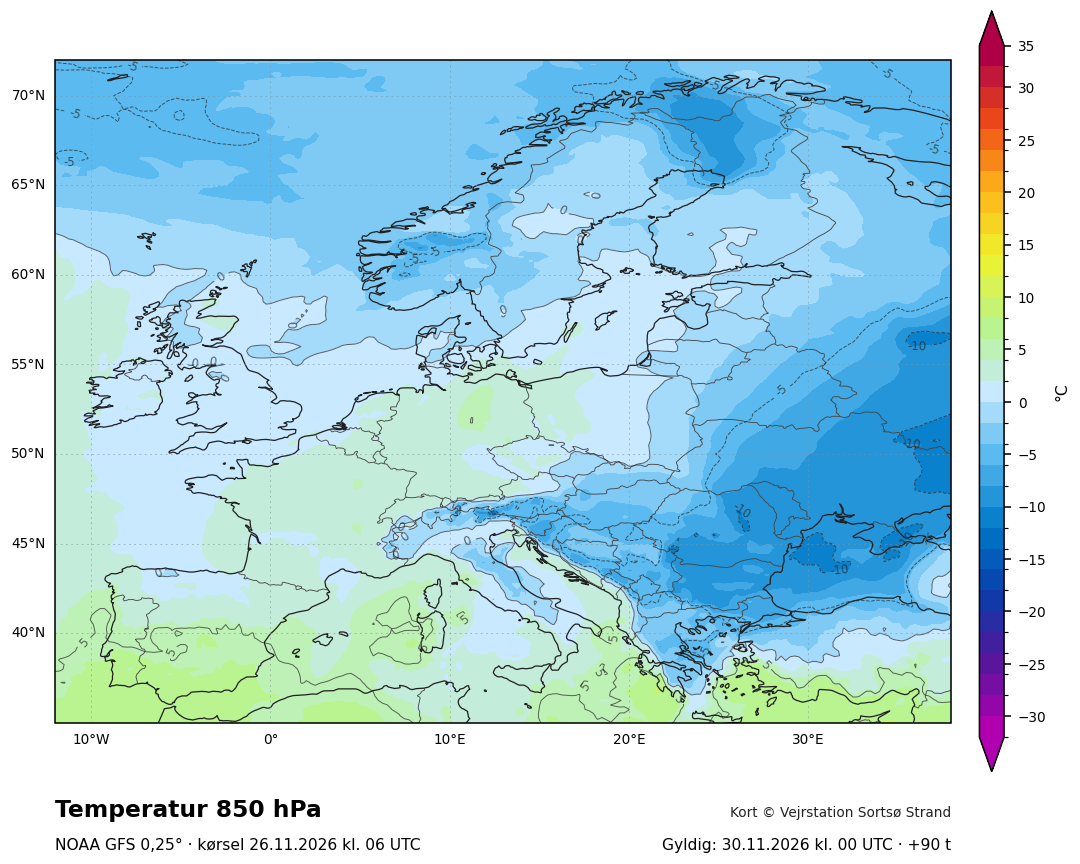 70°N
65°N
60°N
55°N
50°N
45°N
40°N
10°W
0°
10°E
20°E
30°E
35
30
25
20
15
10
5
0
−5
−10
−15
−20
−25
−30
°C
Temperatur 850 hPa
Kort © Vejrstation Sortsø Strand
NOAA GFS 0,25° · kørsel 26.11.2026 kl. 06 UTC
Gyldig: 30.11.2026 kl. 00 UTC · +90 t